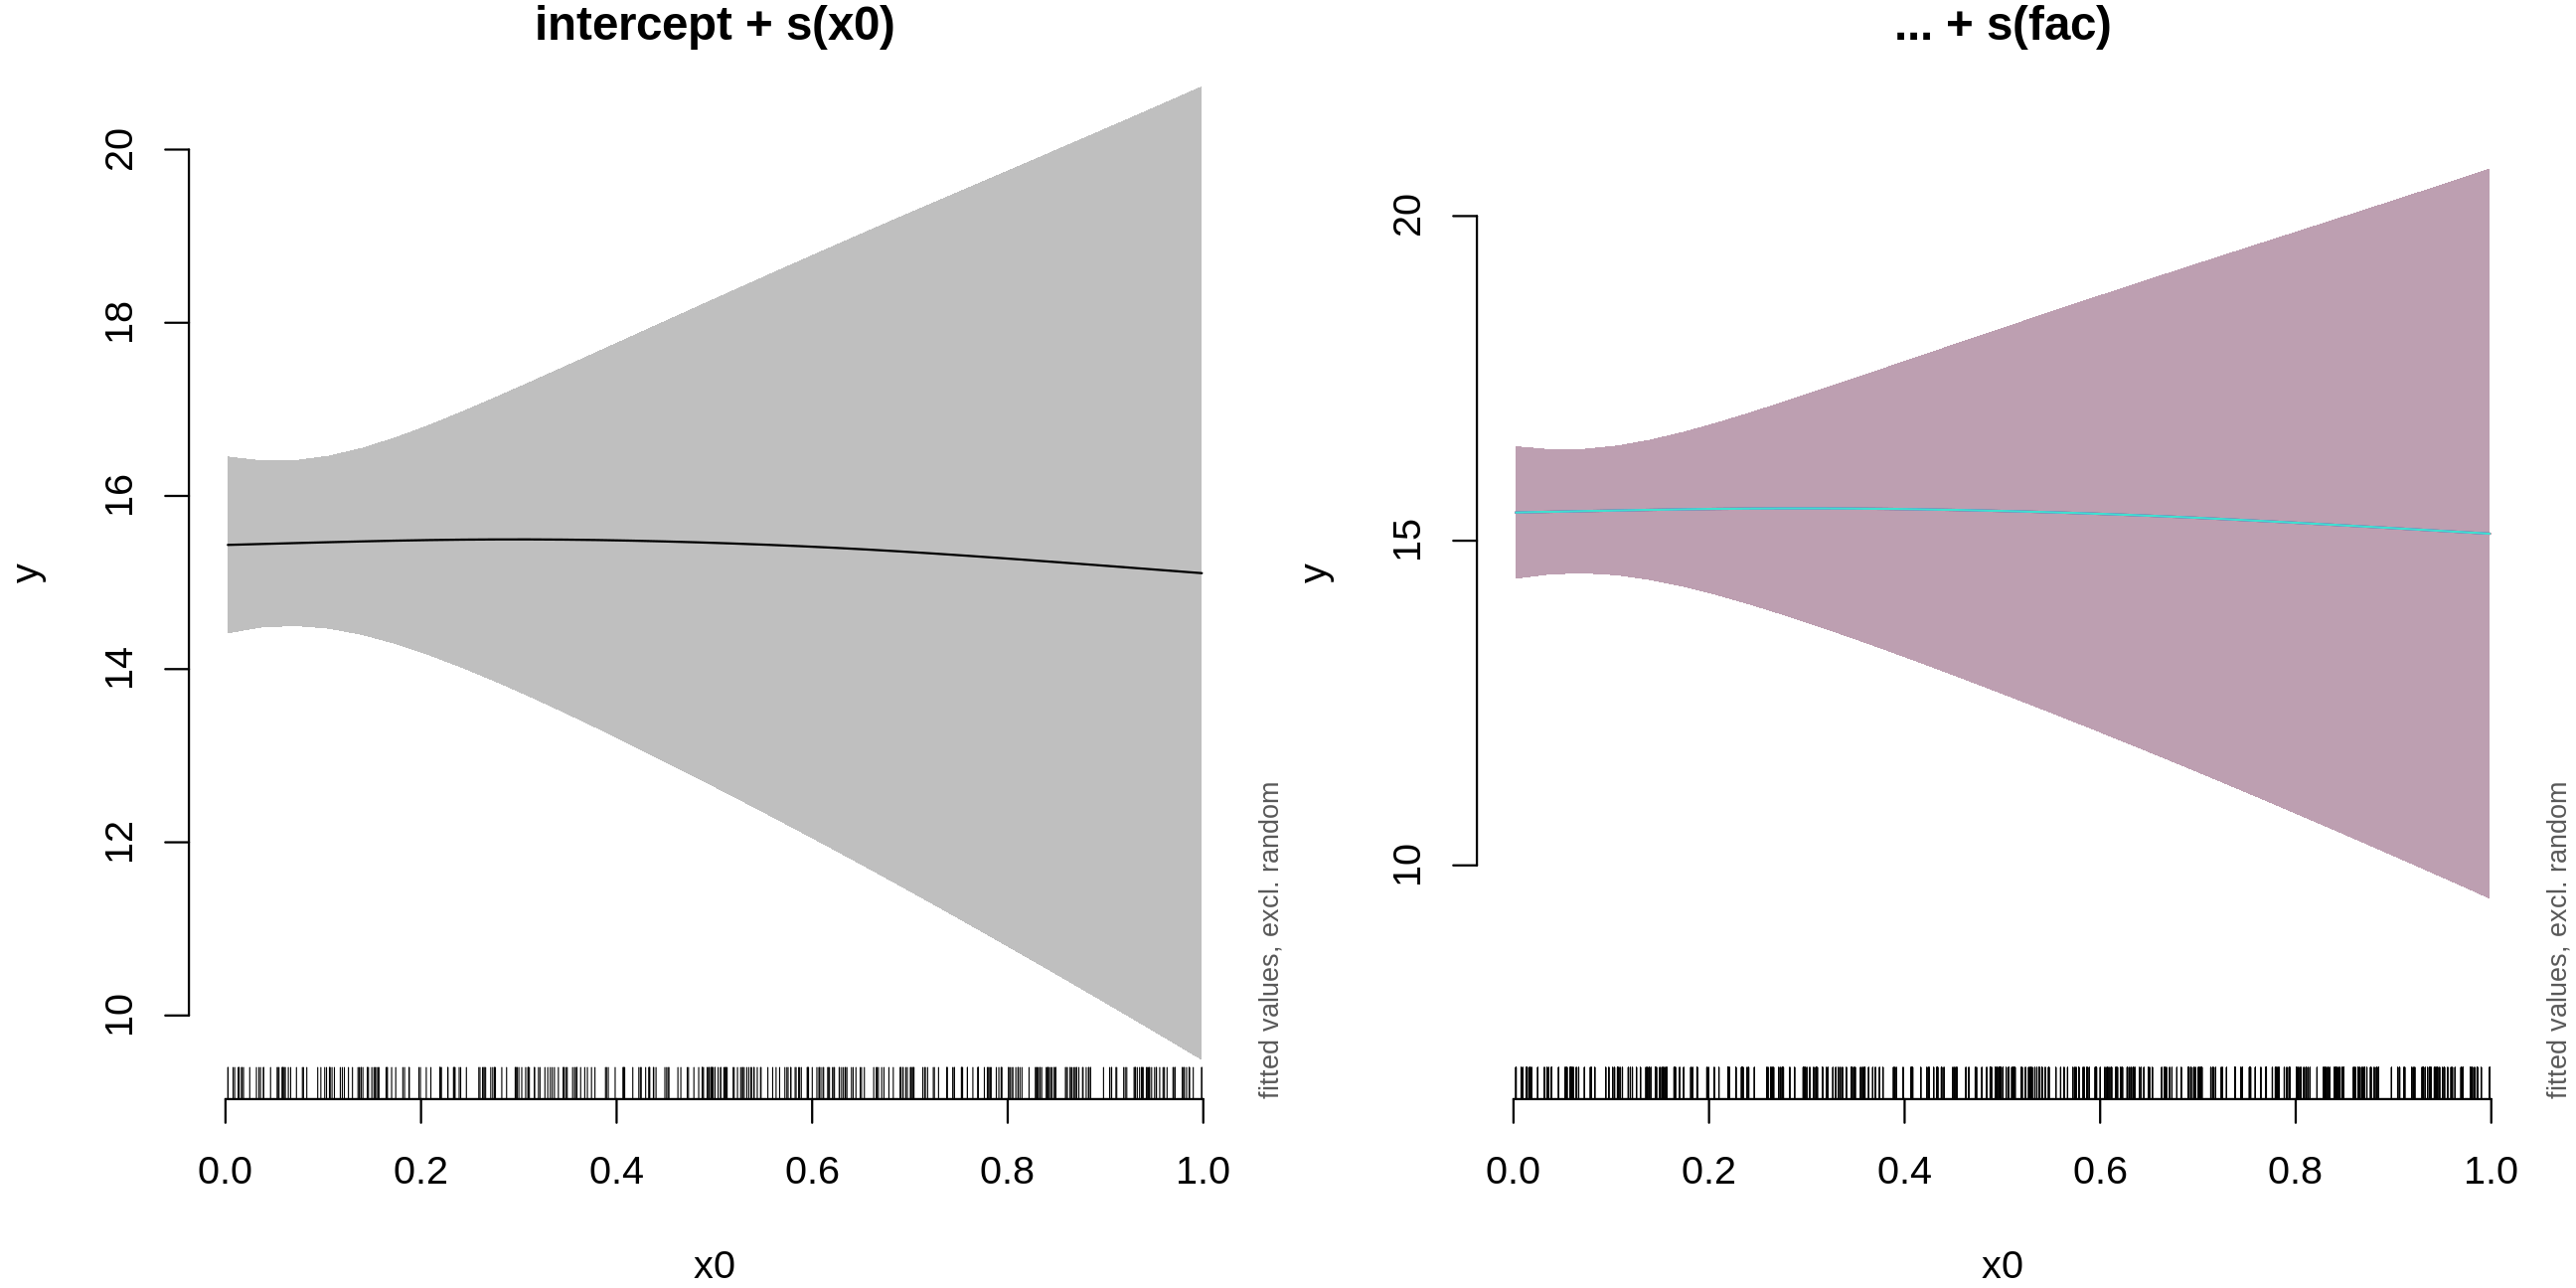 intercept + s(x0)
20
18
16
14
12
10
y
0.0 0.2 0.4 0.6 0.8 1.0
x0
fitted values, excl. random
... + s(fac)
20
15
10
y
0.0 0.2 0.4 0.6 0.8 1.0
x0
fitted values, excl. random